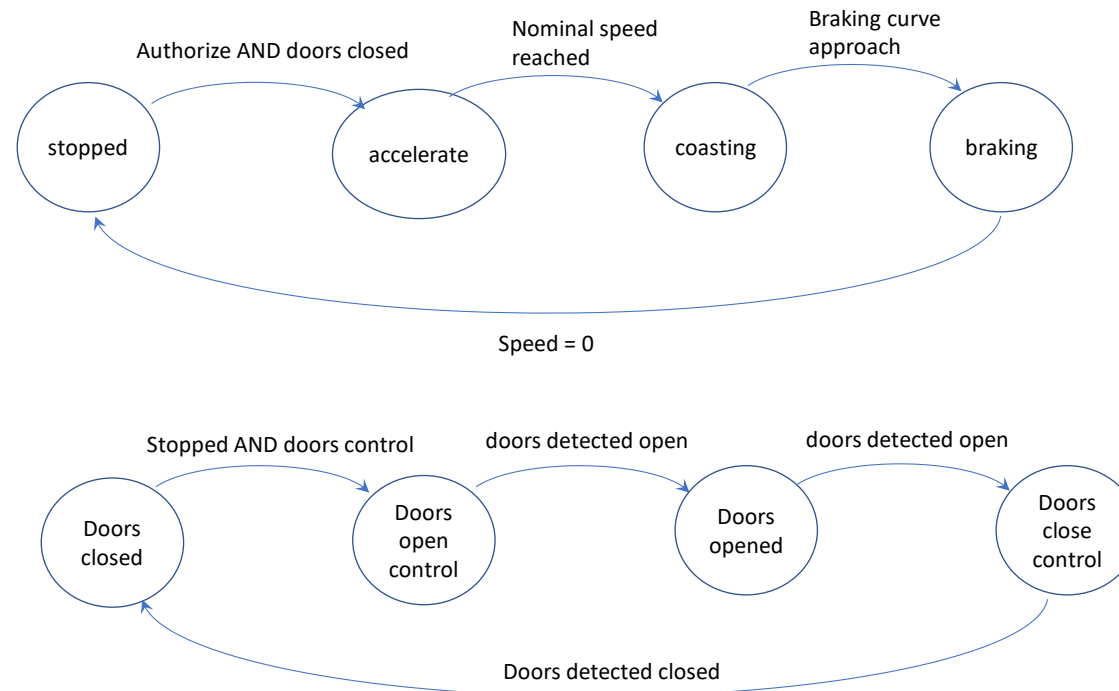 Authorize AND doors closed
Nominal speed
reached
Braking curve
approach
stopped
accelerate
coasting
braking
Speed = 0
Stopped AND doors control
doors detected open
doors detected open
Doors
closed
Doors
open
control
Doors
opened
Doors
close
control
Doors detected closed